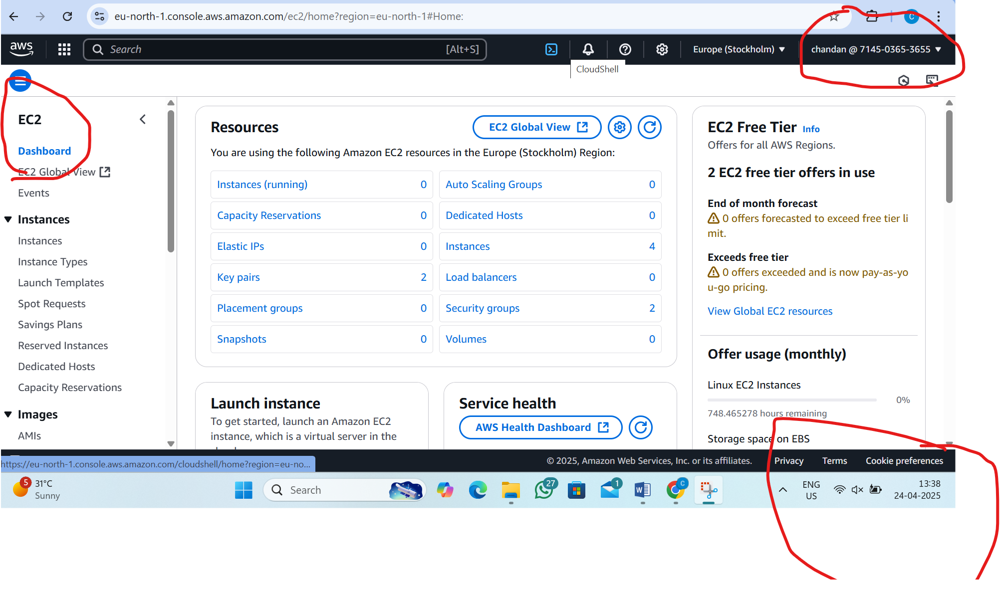 eu-north-1.console.aws.amazon.com/ec2/home?region=eu-north-1#Home:
C
aws
Search
[Alt+S]
Europe (Stockholm)
chandan @ 7145-0365-3655
CloudShell
EC2
Dashboard
EC2 Global View
Events
Instances
Instances
Instance Types
Launch Templates
Spot Requests
Savings Plans
Reserved Instances
Dedicated Hosts
Capacity Reservations
Images
AMIs
Resources
EC2 Global View
You are using the following Amazon EC2 resources in the Europe (Stockholm) Region:
Instances (running) 0
Auto Scaling Groups 0
Capacity Reservations 0
Dedicated Hosts 0
Elastic IPs 0
Instances 4
Key pairs 2
Load balancers 0
Placement groups 0
Security groups 2
Snapshots 0
Volumes 0
Launch instance
To get started, launch an Amazon EC2
instance, which is a virtual server in the
Service health
AWS Health Dashboard
EC2 Free Tier Info
Offers for all AWS Regions.
2 EC2 free tier offers in use
End of month forecast
0 offers forecasted to exceed free tier li
mit.
Exceeds free tier
0 offers exceeded and is now pay-as-yo
u-go pricing.
View Global EC2 resources
Offer usage (monthly)
Linux EC2 Instances
0%
748.465278 hours remaining
Storage space on EBS
https://eu-north-1.console.aws.amazon.com/cloudshell/home?region=eu-no...
© 2025, Amazon Web Services, Inc. or its affiliates.
Privacy
Terms
Cookie preferences
5
31°C
Sunny
Search
27
1
W
C
ENG
US
13:38
24-04-2025